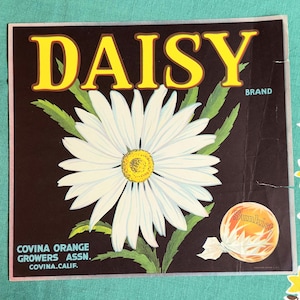 DAISY
BRAND
COVINA ORANGE
GROWERS ASSN.
COVINA.CALIF.